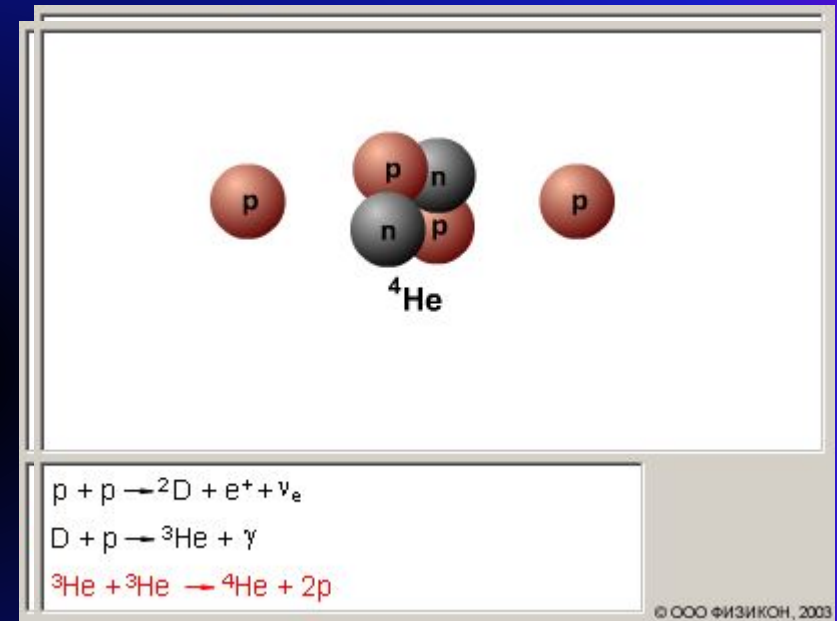 p n
p p
n p
⁴He
p + p → ²D + e⁺ + νₑ
D + p → ³He + γ
³He + ³He → ⁴He + 2p
© ООО ФИЗИКОН, 2003